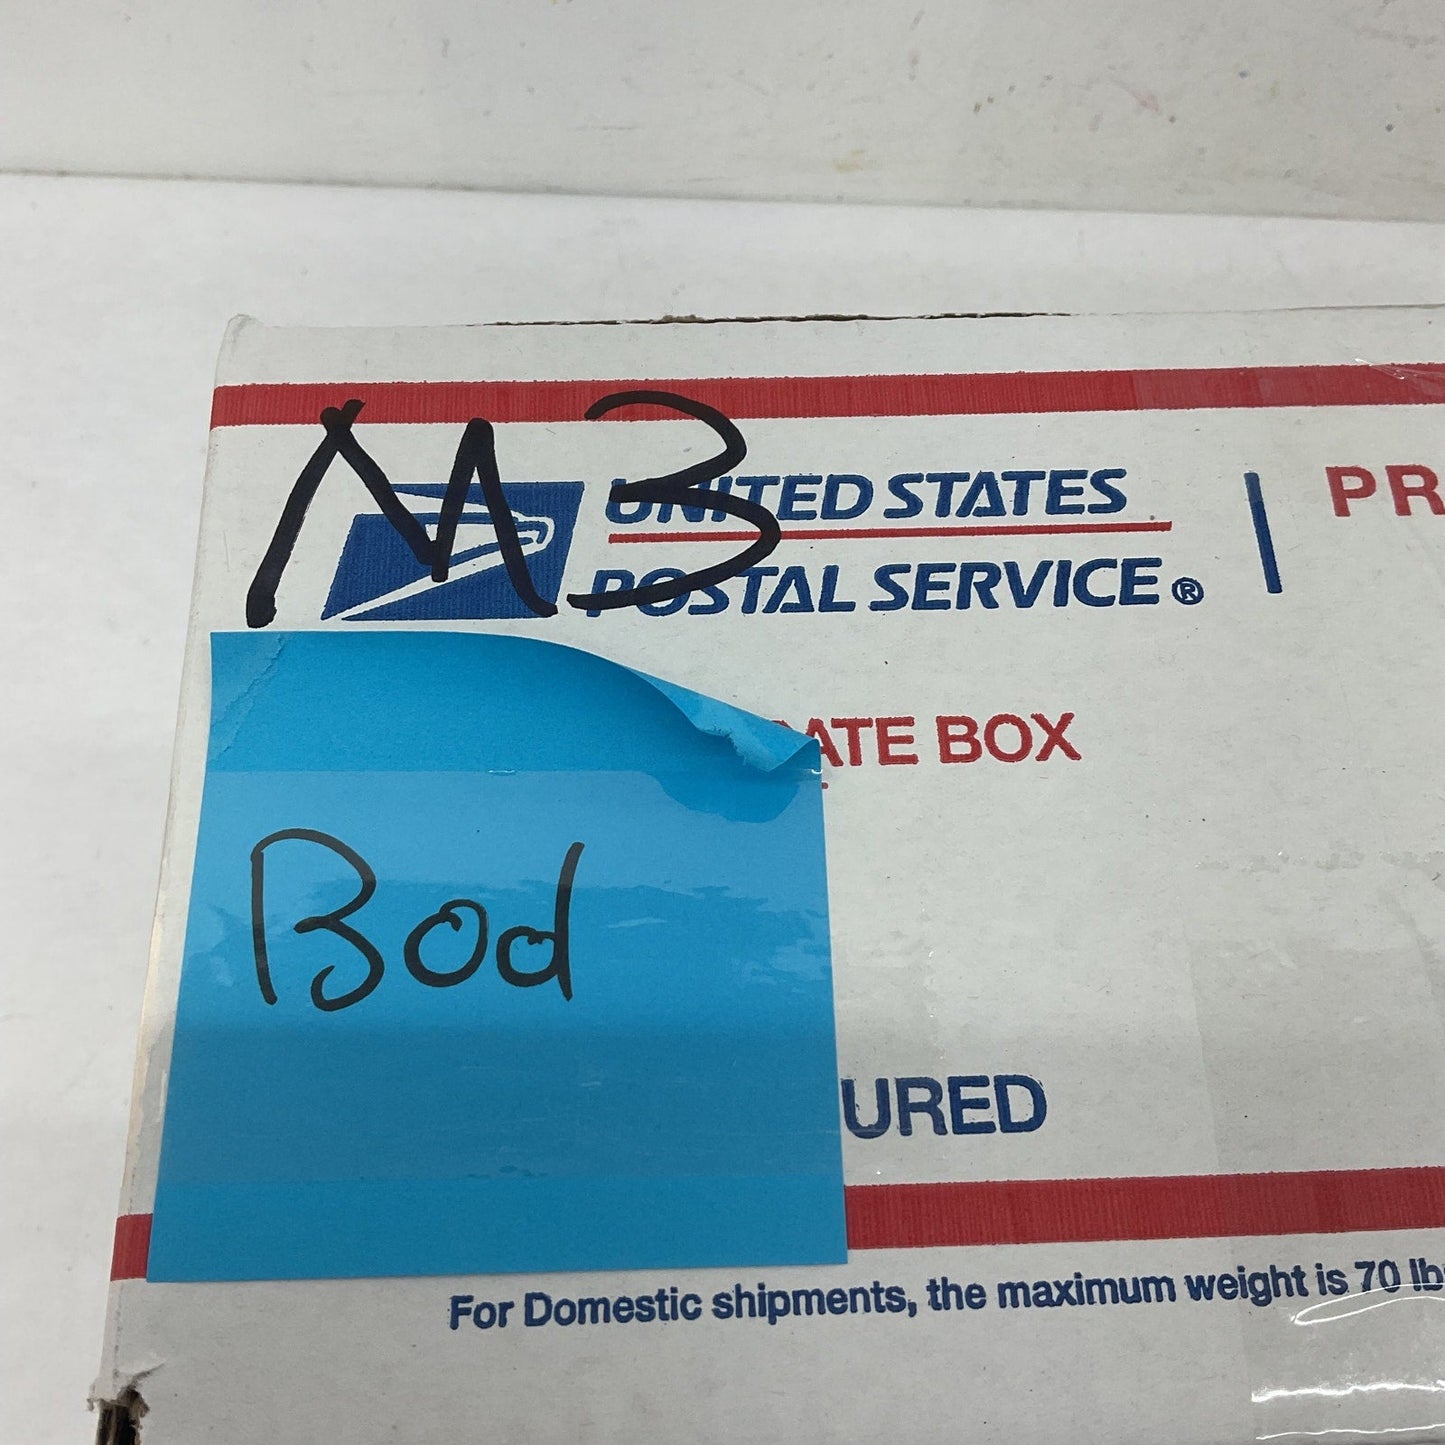 M3
UNITED STATES
POSTAL SERVICE®
PR
ATE BOX
Bod
URED
For Domestic shipments, the maximum weight is 70 lb